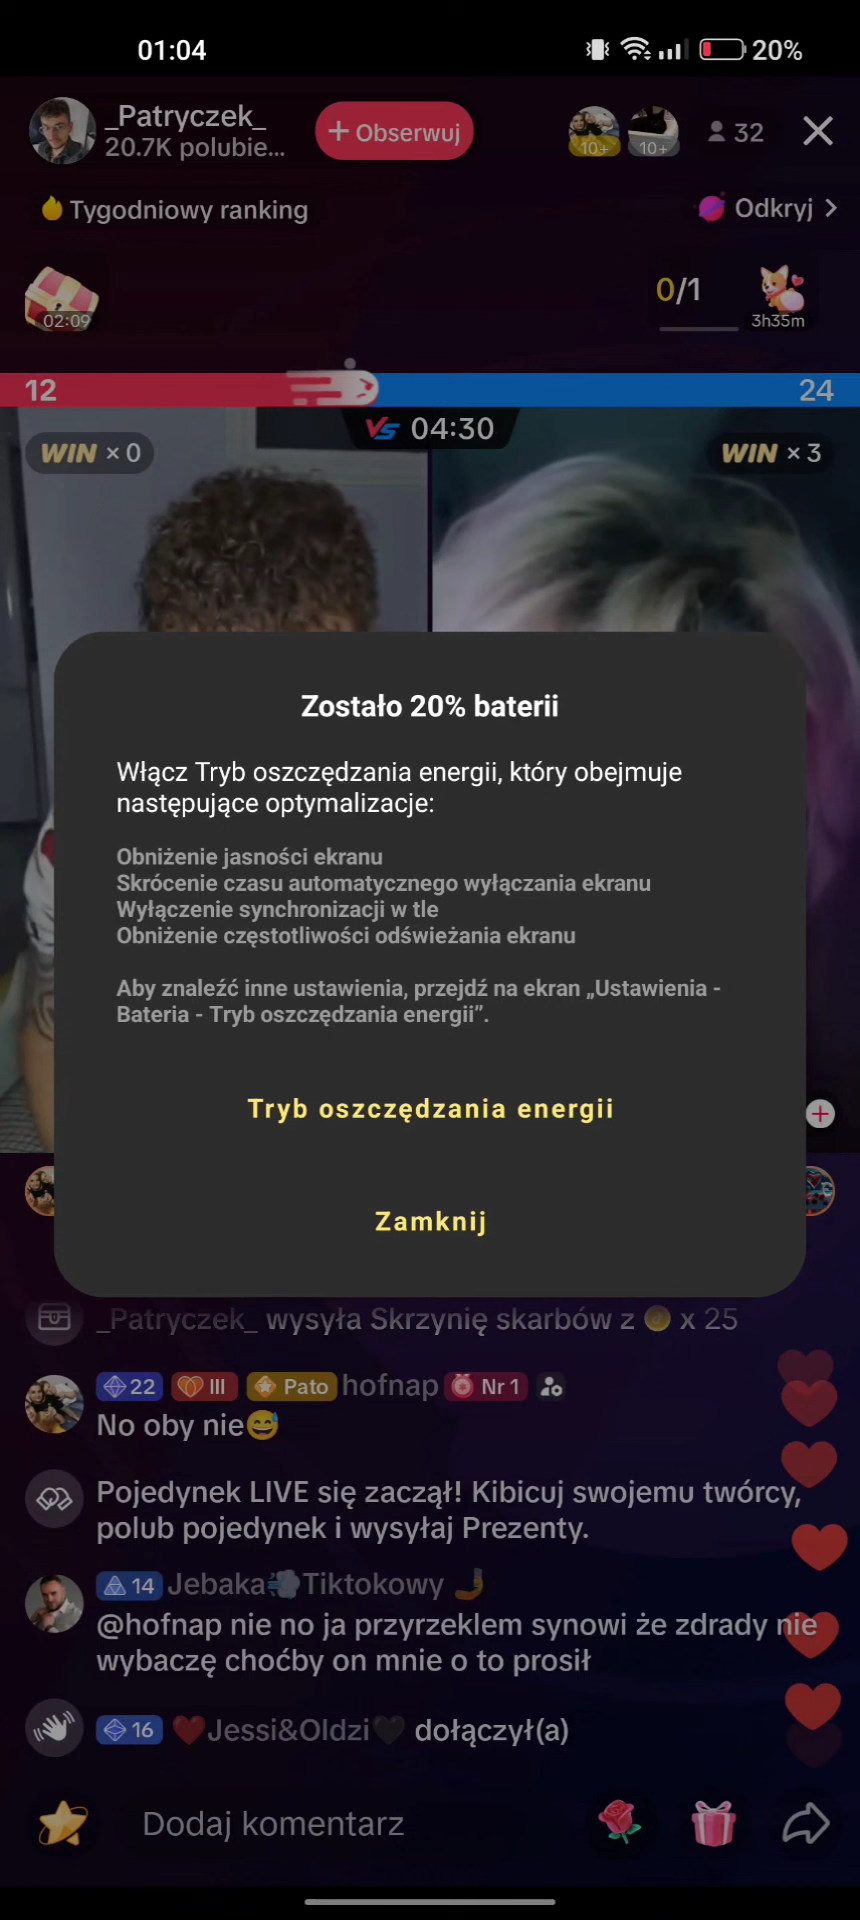 01:04
20%
_Patryczek_
20.7K polubie...
+ Obserwuj
10+
10+
32
Tygodniowy ranking
Odkryj
02:09
0/1
3h35m
12
24
VS 04:30
WIN × 0
WIN × 3
Zostało 20% baterii
Włącz Tryb oszczędzania energii, który obejmuje
następujące optymalizacje:
Obniżenie jasności ekranu
Skrócenie czasu automatycznego wyłączania ekranu
Wyłączenie synchronizacji w tle
Obniżenie częstotliwości odświeżania ekranu
Aby znaleźć inne ustawienia, przejdź na ekran „Ustawienia -
Bateria - Tryb oszczędzania energii”.
Tryb oszczędzania energii
Zamknij
_Patryczek_ wysyła Skrzynię skarbów z x 25
22 III Pato hofnap Nr 1
No oby nie😅
Pojedynek LIVE się zaczął! Kibicuj swojemu twórcy,
polub pojedynek i wysyłaj Prezenty.
14 Jebaka💨Tiktokowy 🤳
@hofnap nie no ja przyrzeklem synowi że zdrady nie
wybaczę choćby on mnie o to prosił
16 ❤️Jessi&Oldzi🖤 dołączył(a)
Dodaj komentarz